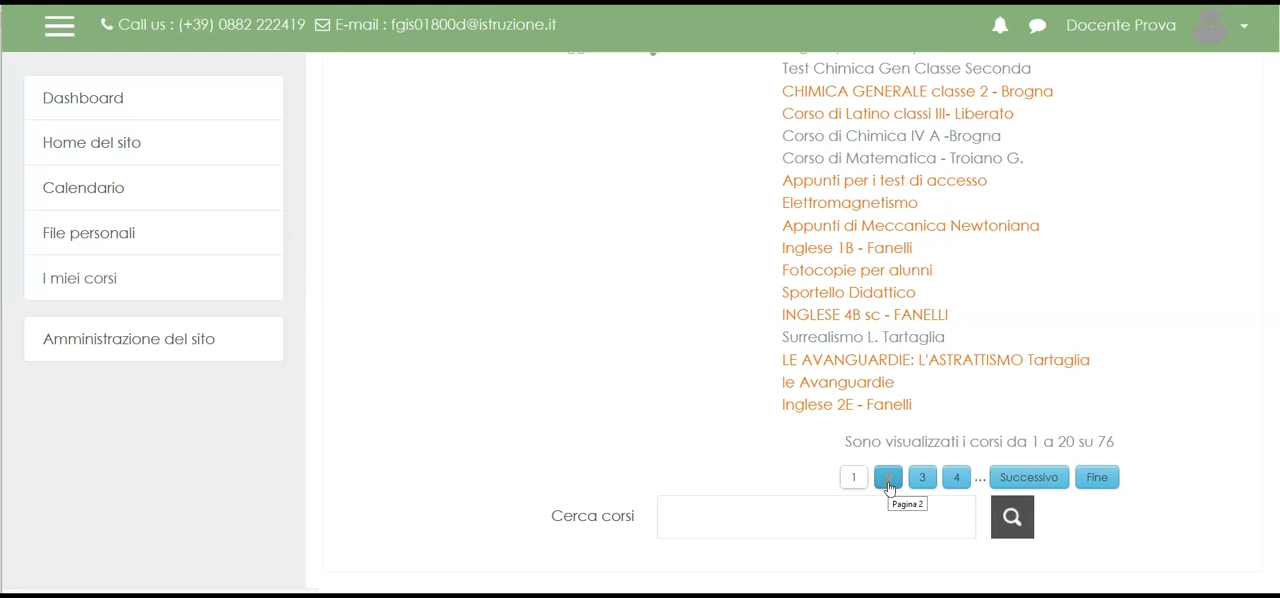 Call us : (+39) 0882 222419 E-mail : fgis01800d@istruzione.it Docente Prova
Dashboard
Home del sito
Calendario
File personali
I miei corsi
Amministrazione del sito
Test Chimica Gen Classe Seconda
CHIMICA GENERALE classe 2 - Brogna
Corso di Latino classi III- Liberato
Corso di Chimica IV A -Brogna
Corso di Matematica - Troiano G.
Appunti per i test di accesso
Elettromagnetismo
Appunti di Meccanica Newtoniana
Inglese 1B - Fanelli
Fotocopie per alunni
Sportello Didattico
INGLESE 4B sc - FANELLI
Surrealismo L. Tartaglia
LE AVANGUARDIE: L'ASTRATTISMO Tartaglia
le Avanguardie
Inglese 2E - Fanelli
Sono visualizzati i corsi da 1 a 20 su 76
1 2 3 4 ... Successivo Fine
Pagina 2
Cerca corsi